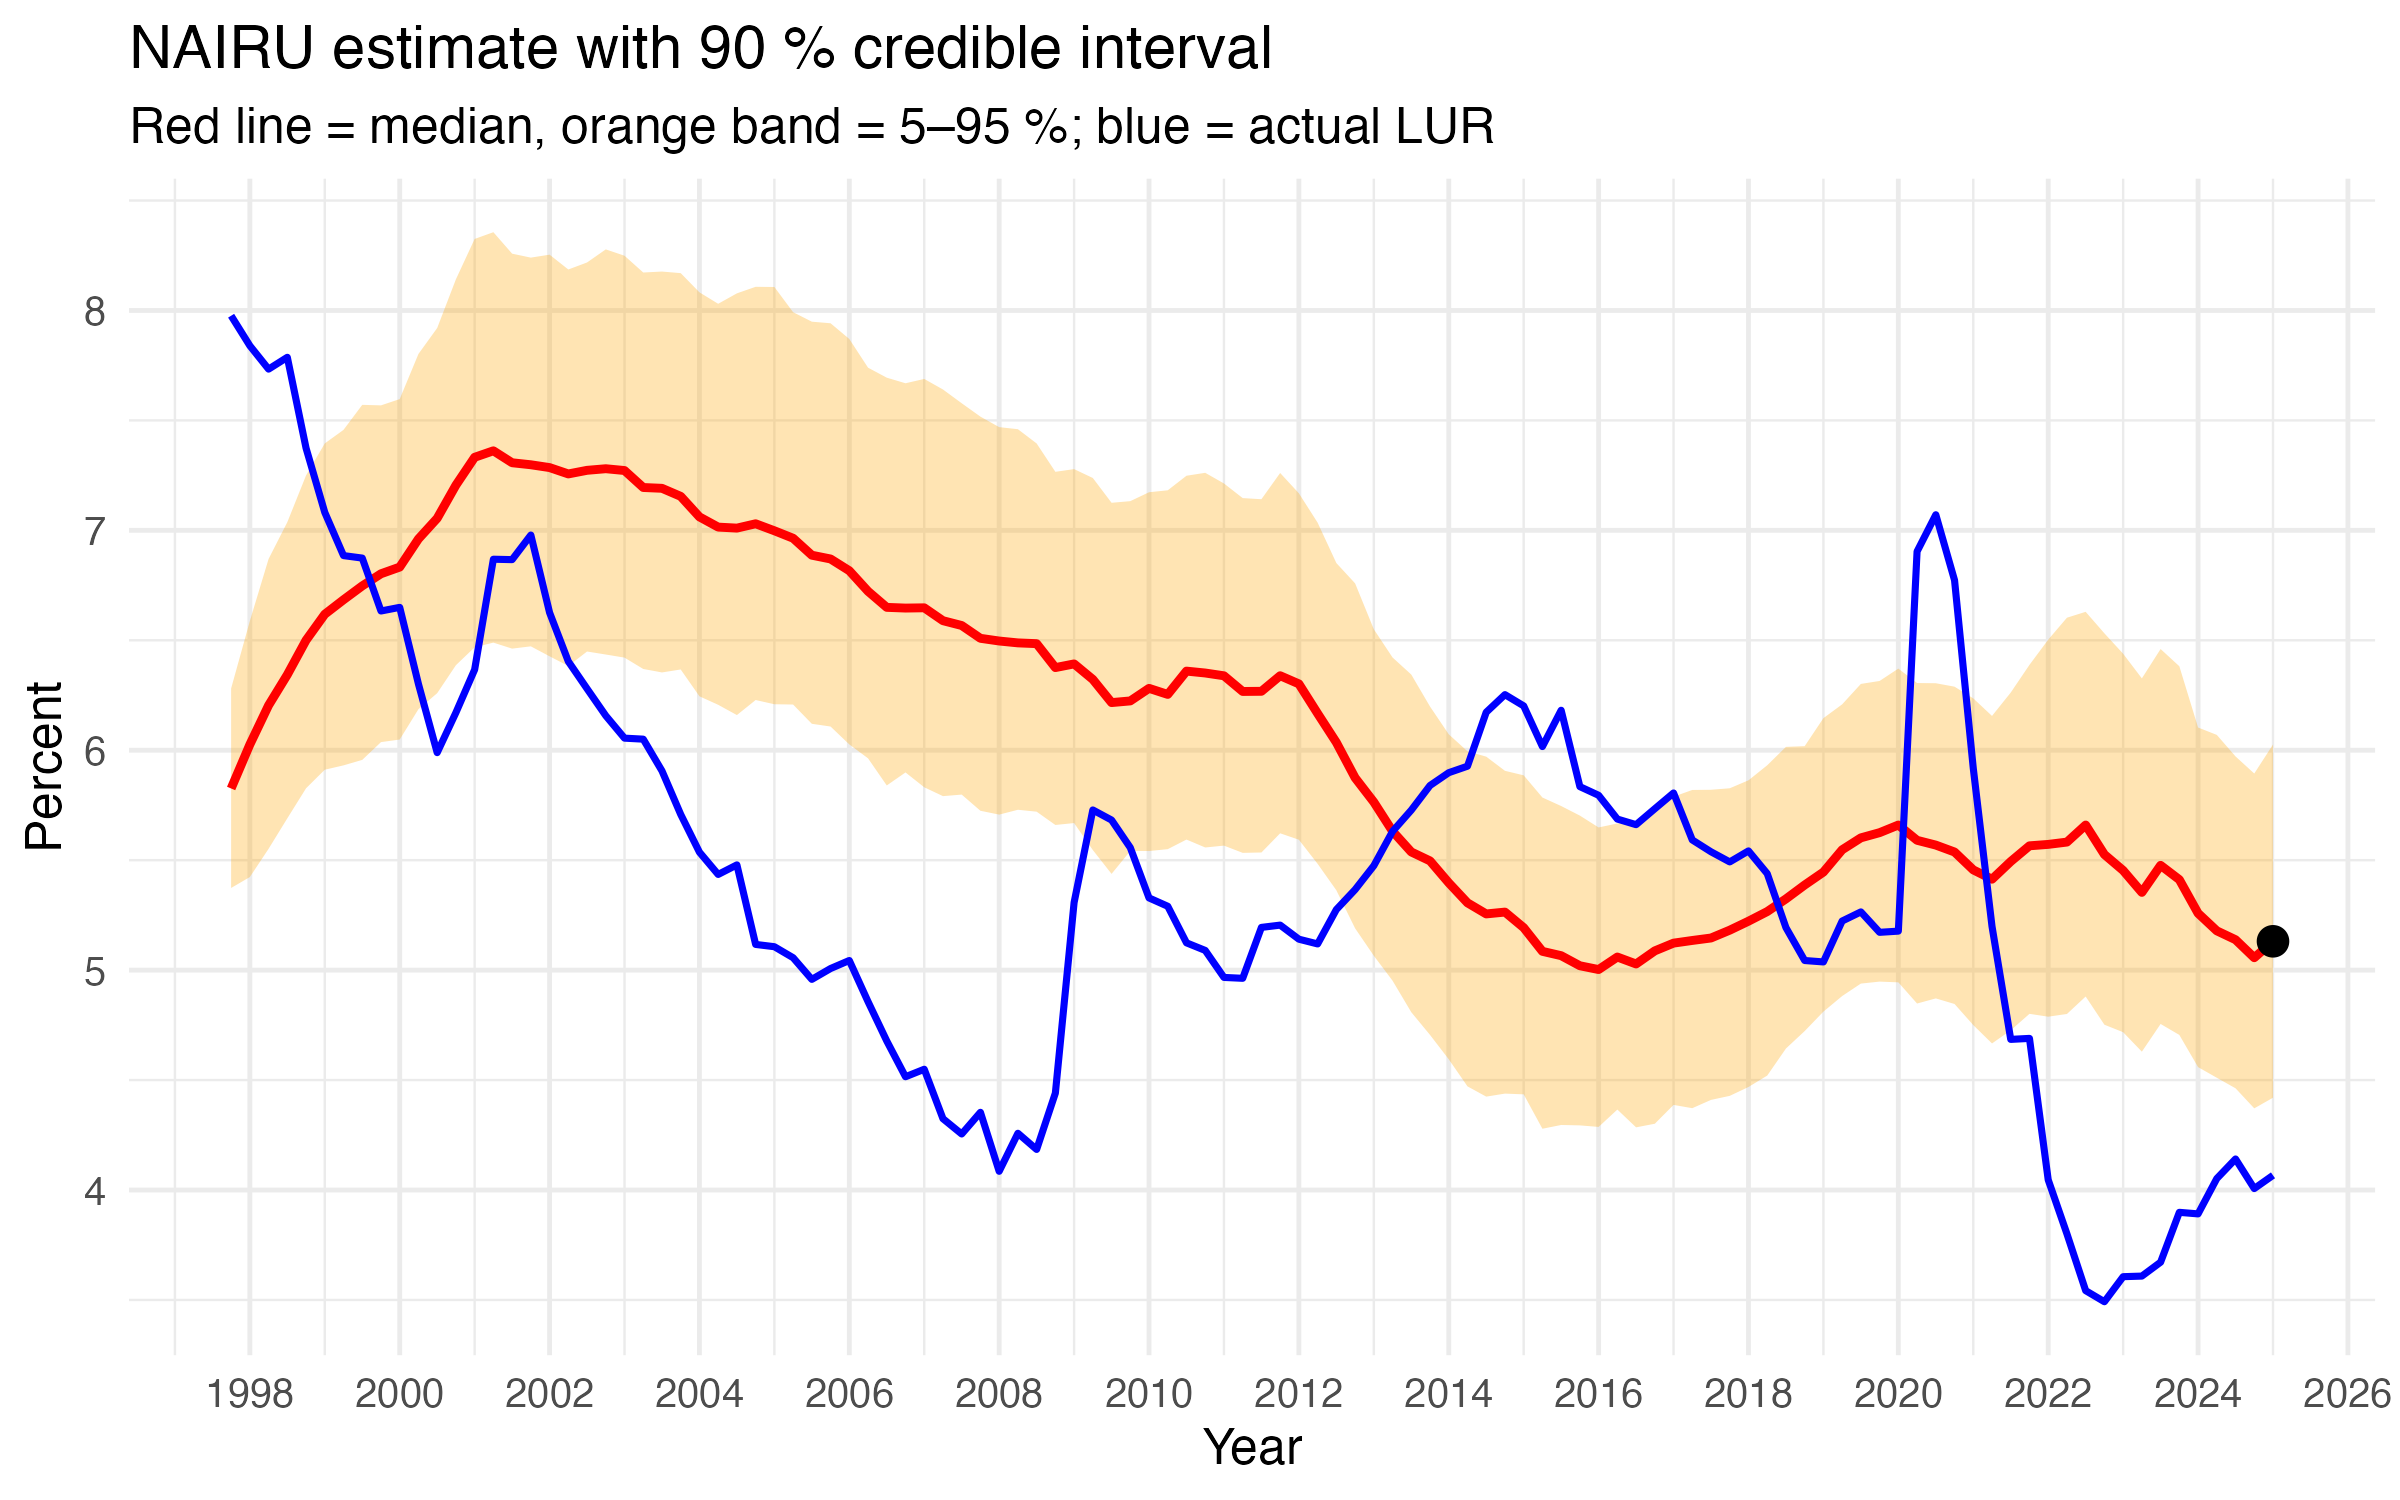 NAIRU estimate with 90 % credible interval
Red line = median, orange band = 5–95 %; blue = actual LUR
8
7
6
5
4
Percent
1998 2000 2002 2004 2006 2008 2010 2012 2014 2016 2018 2020 2022 2024 2026
Year